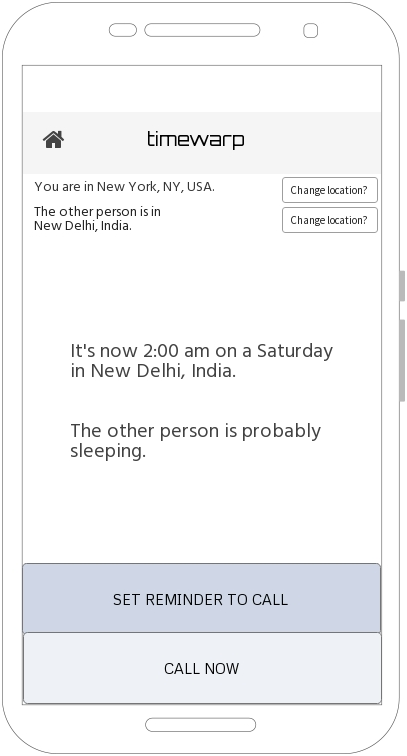 timewarp
You are in New York, NY, USA.
Change location?
The other person is in
New Delhi, India.
Change location?
It's now 2:00 am on a Saturday
in New Delhi, India.
The other person is probably
sleeping.
SET REMINDER TO CALL
CALL NOW